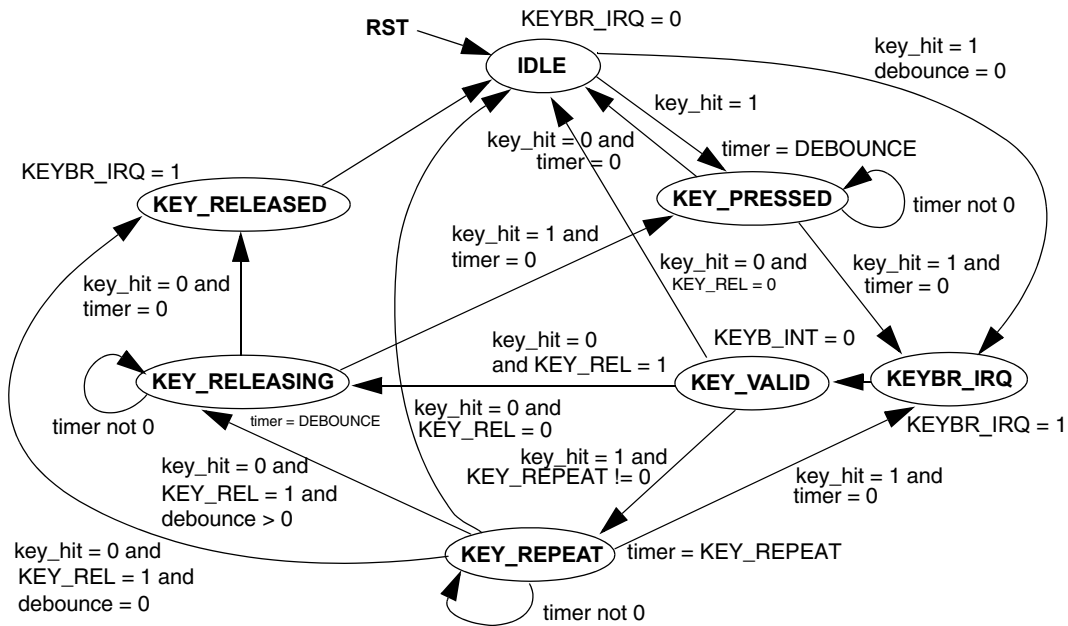 KEYBR_IRQ = 0
RST
IDLE
key_hit = 1
debounce = 0
key_hit = 1
key_hit = 0 and
timer = 0
timer = DEBOUNCE
KEYBR_IRQ = 1
KEY_RELEASED
KEY_PRESSED
timer not 0
key_hit = 1 and
timer = 0
key_hit = 0 and
KEY_REL = 0
key_hit = 1 and
timer = 0
key_hit = 0 and
timer = 0
key_hit = 0
and KEY_REL = 1
KEYB_INT = 0
KEY_RELEASING
KEY_VALID
KEYBR_IRQ
timer not 0
timer = DEBOUNCE
key_hit = 0 and
KEY_REL = 0
KEYBR_IRQ = 1
key_hit = 0 and
KEY_REL = 1 and
debounce > 0
key_hit = 1 and
KEY_REPEAT != 0
key_hit = 1 and
timer = 0
key_hit = 0 and
KEY_REL = 1 and
debounce = 0
KEY_REPEAT
timer = KEY_REPEAT
timer not 0